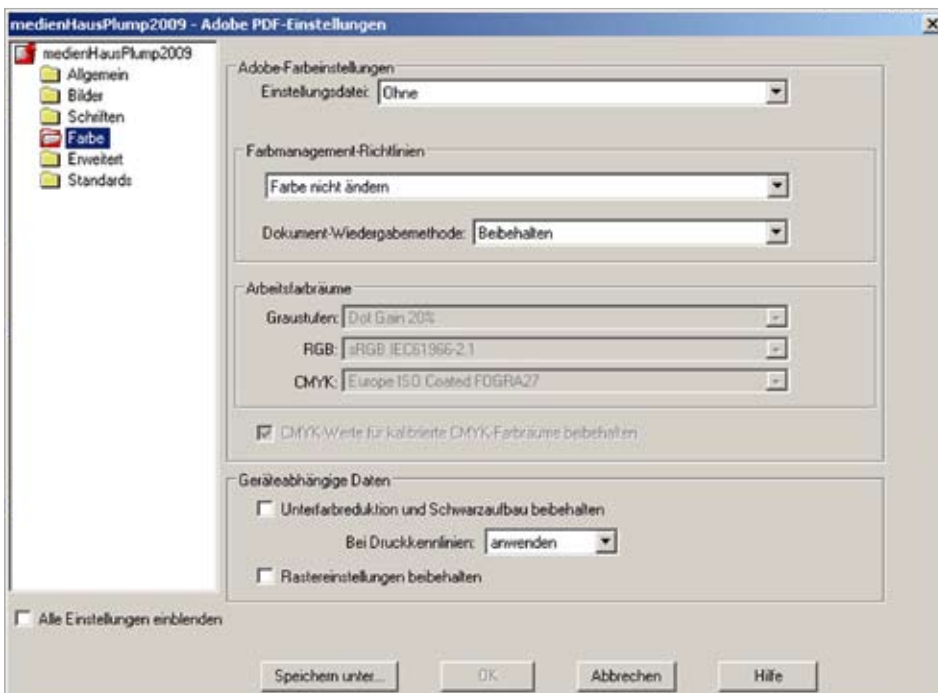 medienHausPlump2009 - Adobe PDF-Einstellungen
medienHausPlump2009
Allgemein
Bilder
Schriften
Farbe
Erweitert
Standards
Adobe-Farbeinstellungen
Einstellungsdatei: Ohne
Farbmanagement-Richtlinien
Farbe nicht ändern
Dokument-Wiedergabemethode: Beibehalten
Arbeitsfarbräume
Graustufen: Dot Gain 20%
RGB: sRGB IEC61966-2.1
CMYK: Europe ISO Coated FOGRA27
CMYK-Werte für kalibrierte CMYK-Farbräume beibehalten
Geräteabhängige Daten
Unterfarbreduktion und Schwarzaufbau beibehalten
Bei Druckkennlinien: anwenden
Rastereinstellungen beibehalten
Alle Einstellungen einblenden
Speichern unter... OK Abbrechen Hilfe